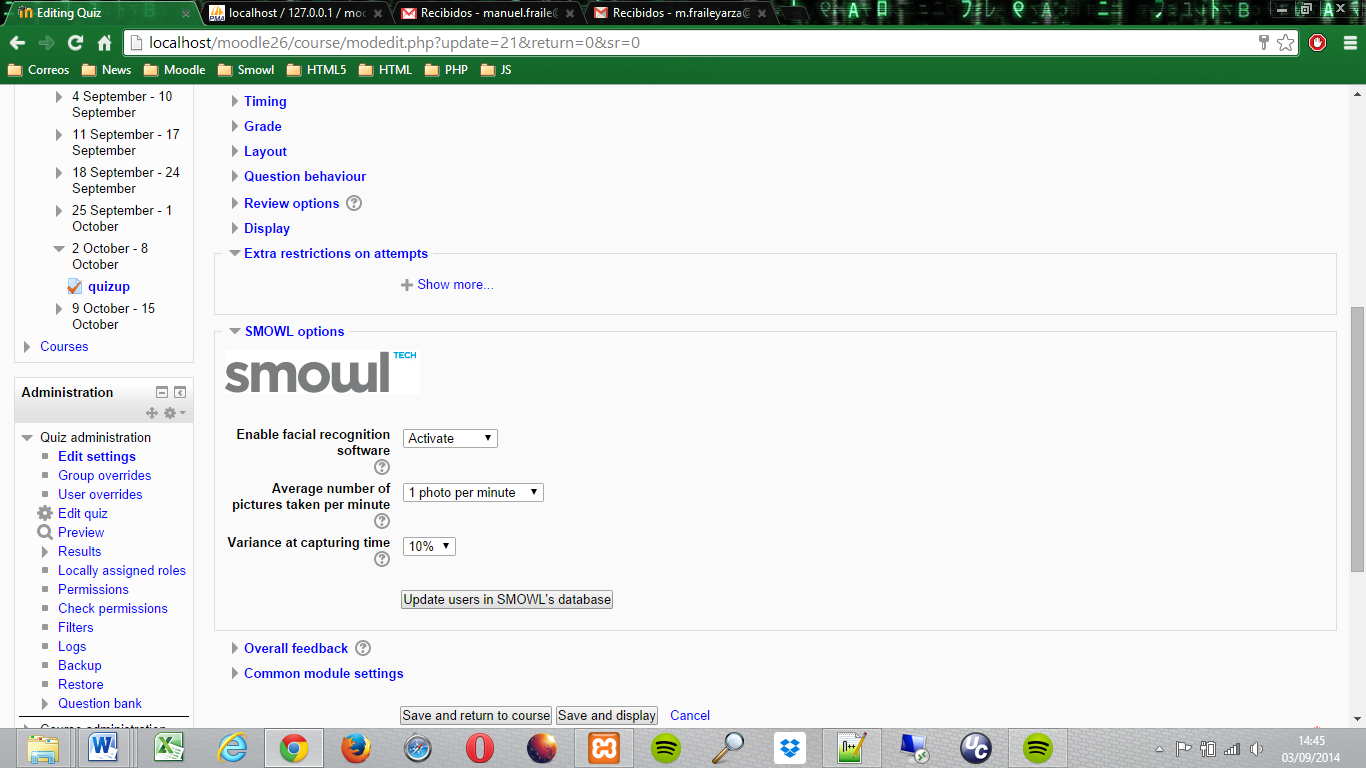 Editing Quiz
localhost / 127.0.0.1 / moo
Recibidos - manuel.fraile@
Recibidos - m.fraileyarza@
localhost/moodle26/course/modedit.php?update=21&return=0&sr=0
Correos
News
Moodle
Smowl
HTML5
HTML
PHP
JS
4 September - 10
September
11 September - 17
September
18 September - 24
September
25 September - 1
October
2 October - 8
October
quizup
9 October - 15
October
Courses
Administration
Quiz administration
Edit settings
Group overrides
User overrides
Edit quiz
Preview
Results
Locally assigned roles
Permissions
Check permissions
Filters
Logs
Backup
Restore
Question bank
Course administration
Timing
Grade
Layout
Question behaviour
Review options
Display
Extra restrictions on attempts
Show more...
SMOWL options
smowl TECH
Enable facial recognition
software
Activate
Average number of
pictures taken per minute
1 photo per minute
Variance at capturing time
10%
Update users in SMOWL's database
Overall feedback
Common module settings
Save and return to course
Save and display
Cancel
14:45
03/09/2014